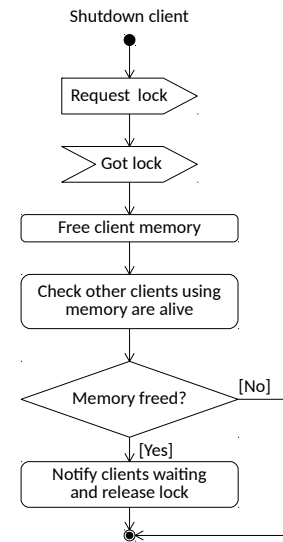 Shutdown client
Request lock
Got lock
Free client memory
Check other clients using
memory are alive
Memory freed?
[No]
[Yes]
Notify clients waiting
and release lock